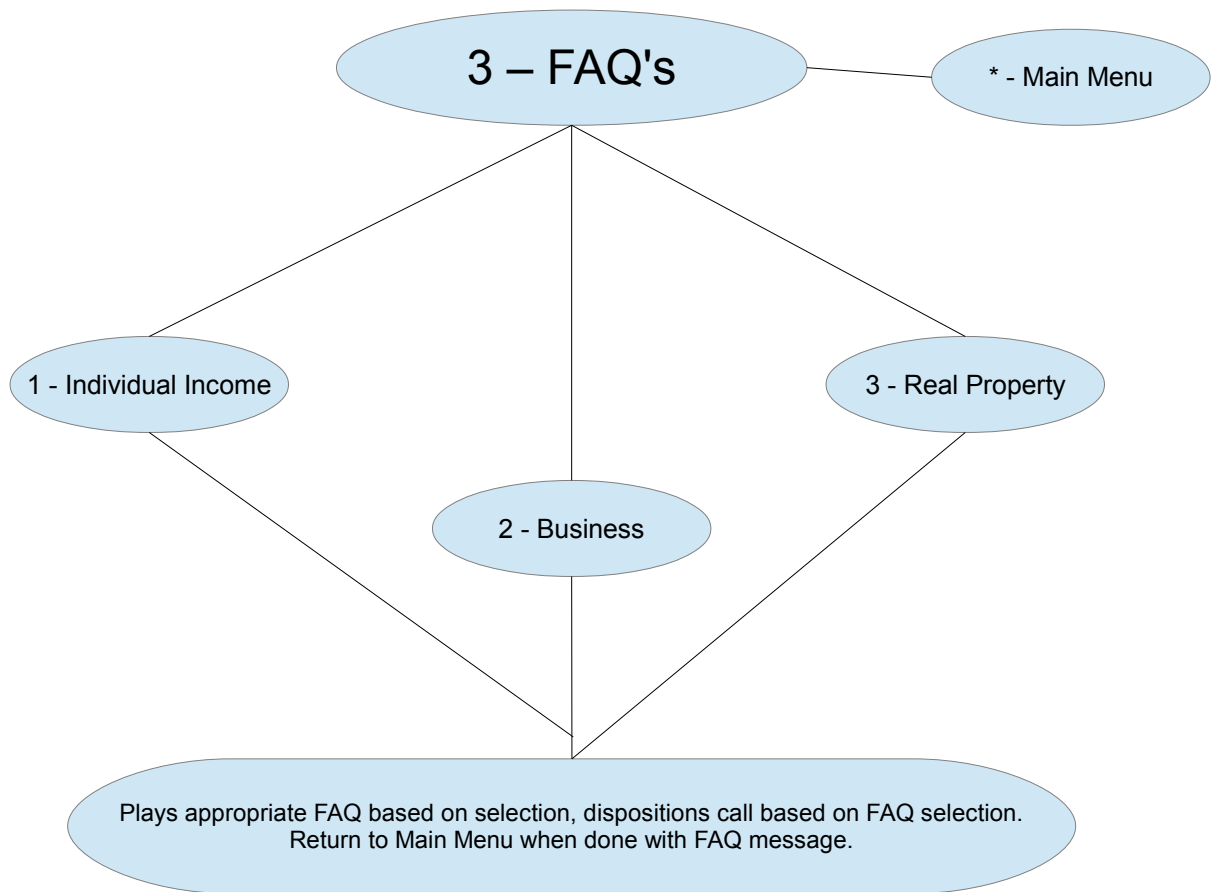 3 – FAQ's
* - Main Menu
1 - Individual Income
3 - Real Property
2 - Business
Plays appropriate FAQ based on selection, dispositions call based on FAQ selection.
Return to Main Menu when done with FAQ message.